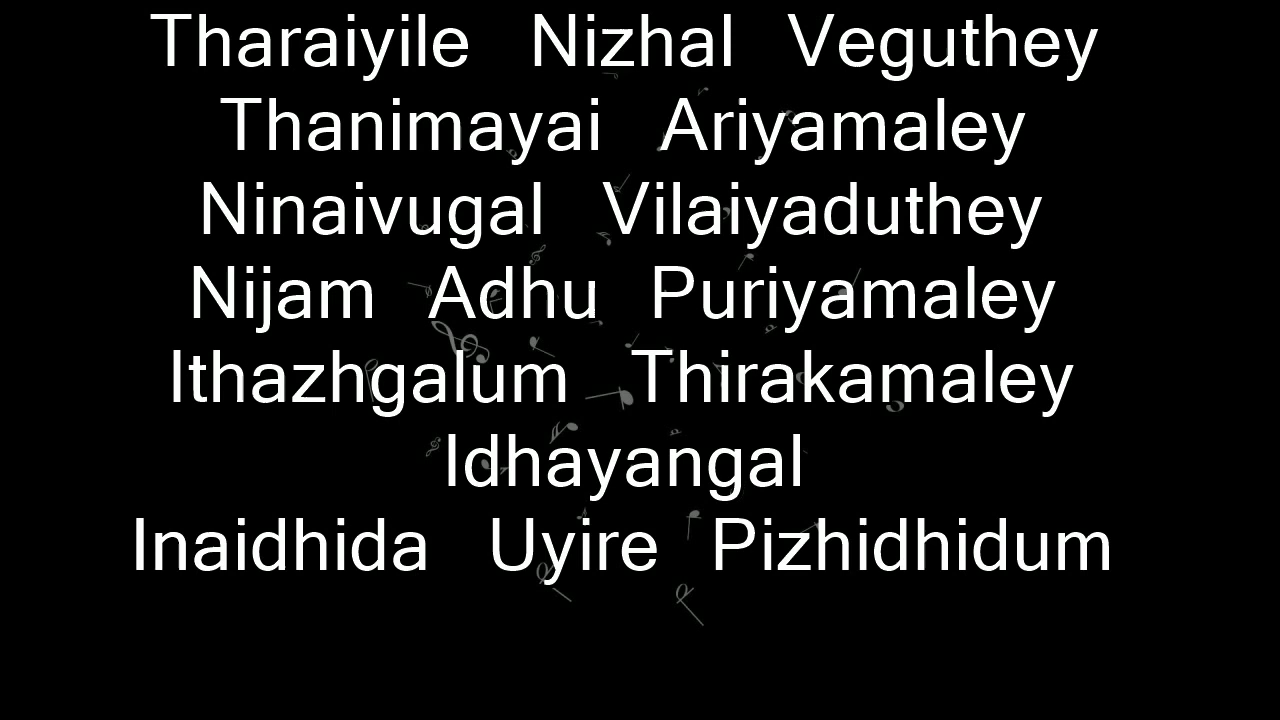 Tharaiyile Nizhal Veguthey
Thanimayai Ariyamaley
Ninaivugal Vilaiyaduthey
Nijam Adhu Puriyamaley
Ithazhgalum Thirakamaley
Idhayangal
Inaidhida Uyire Pizhidhidum